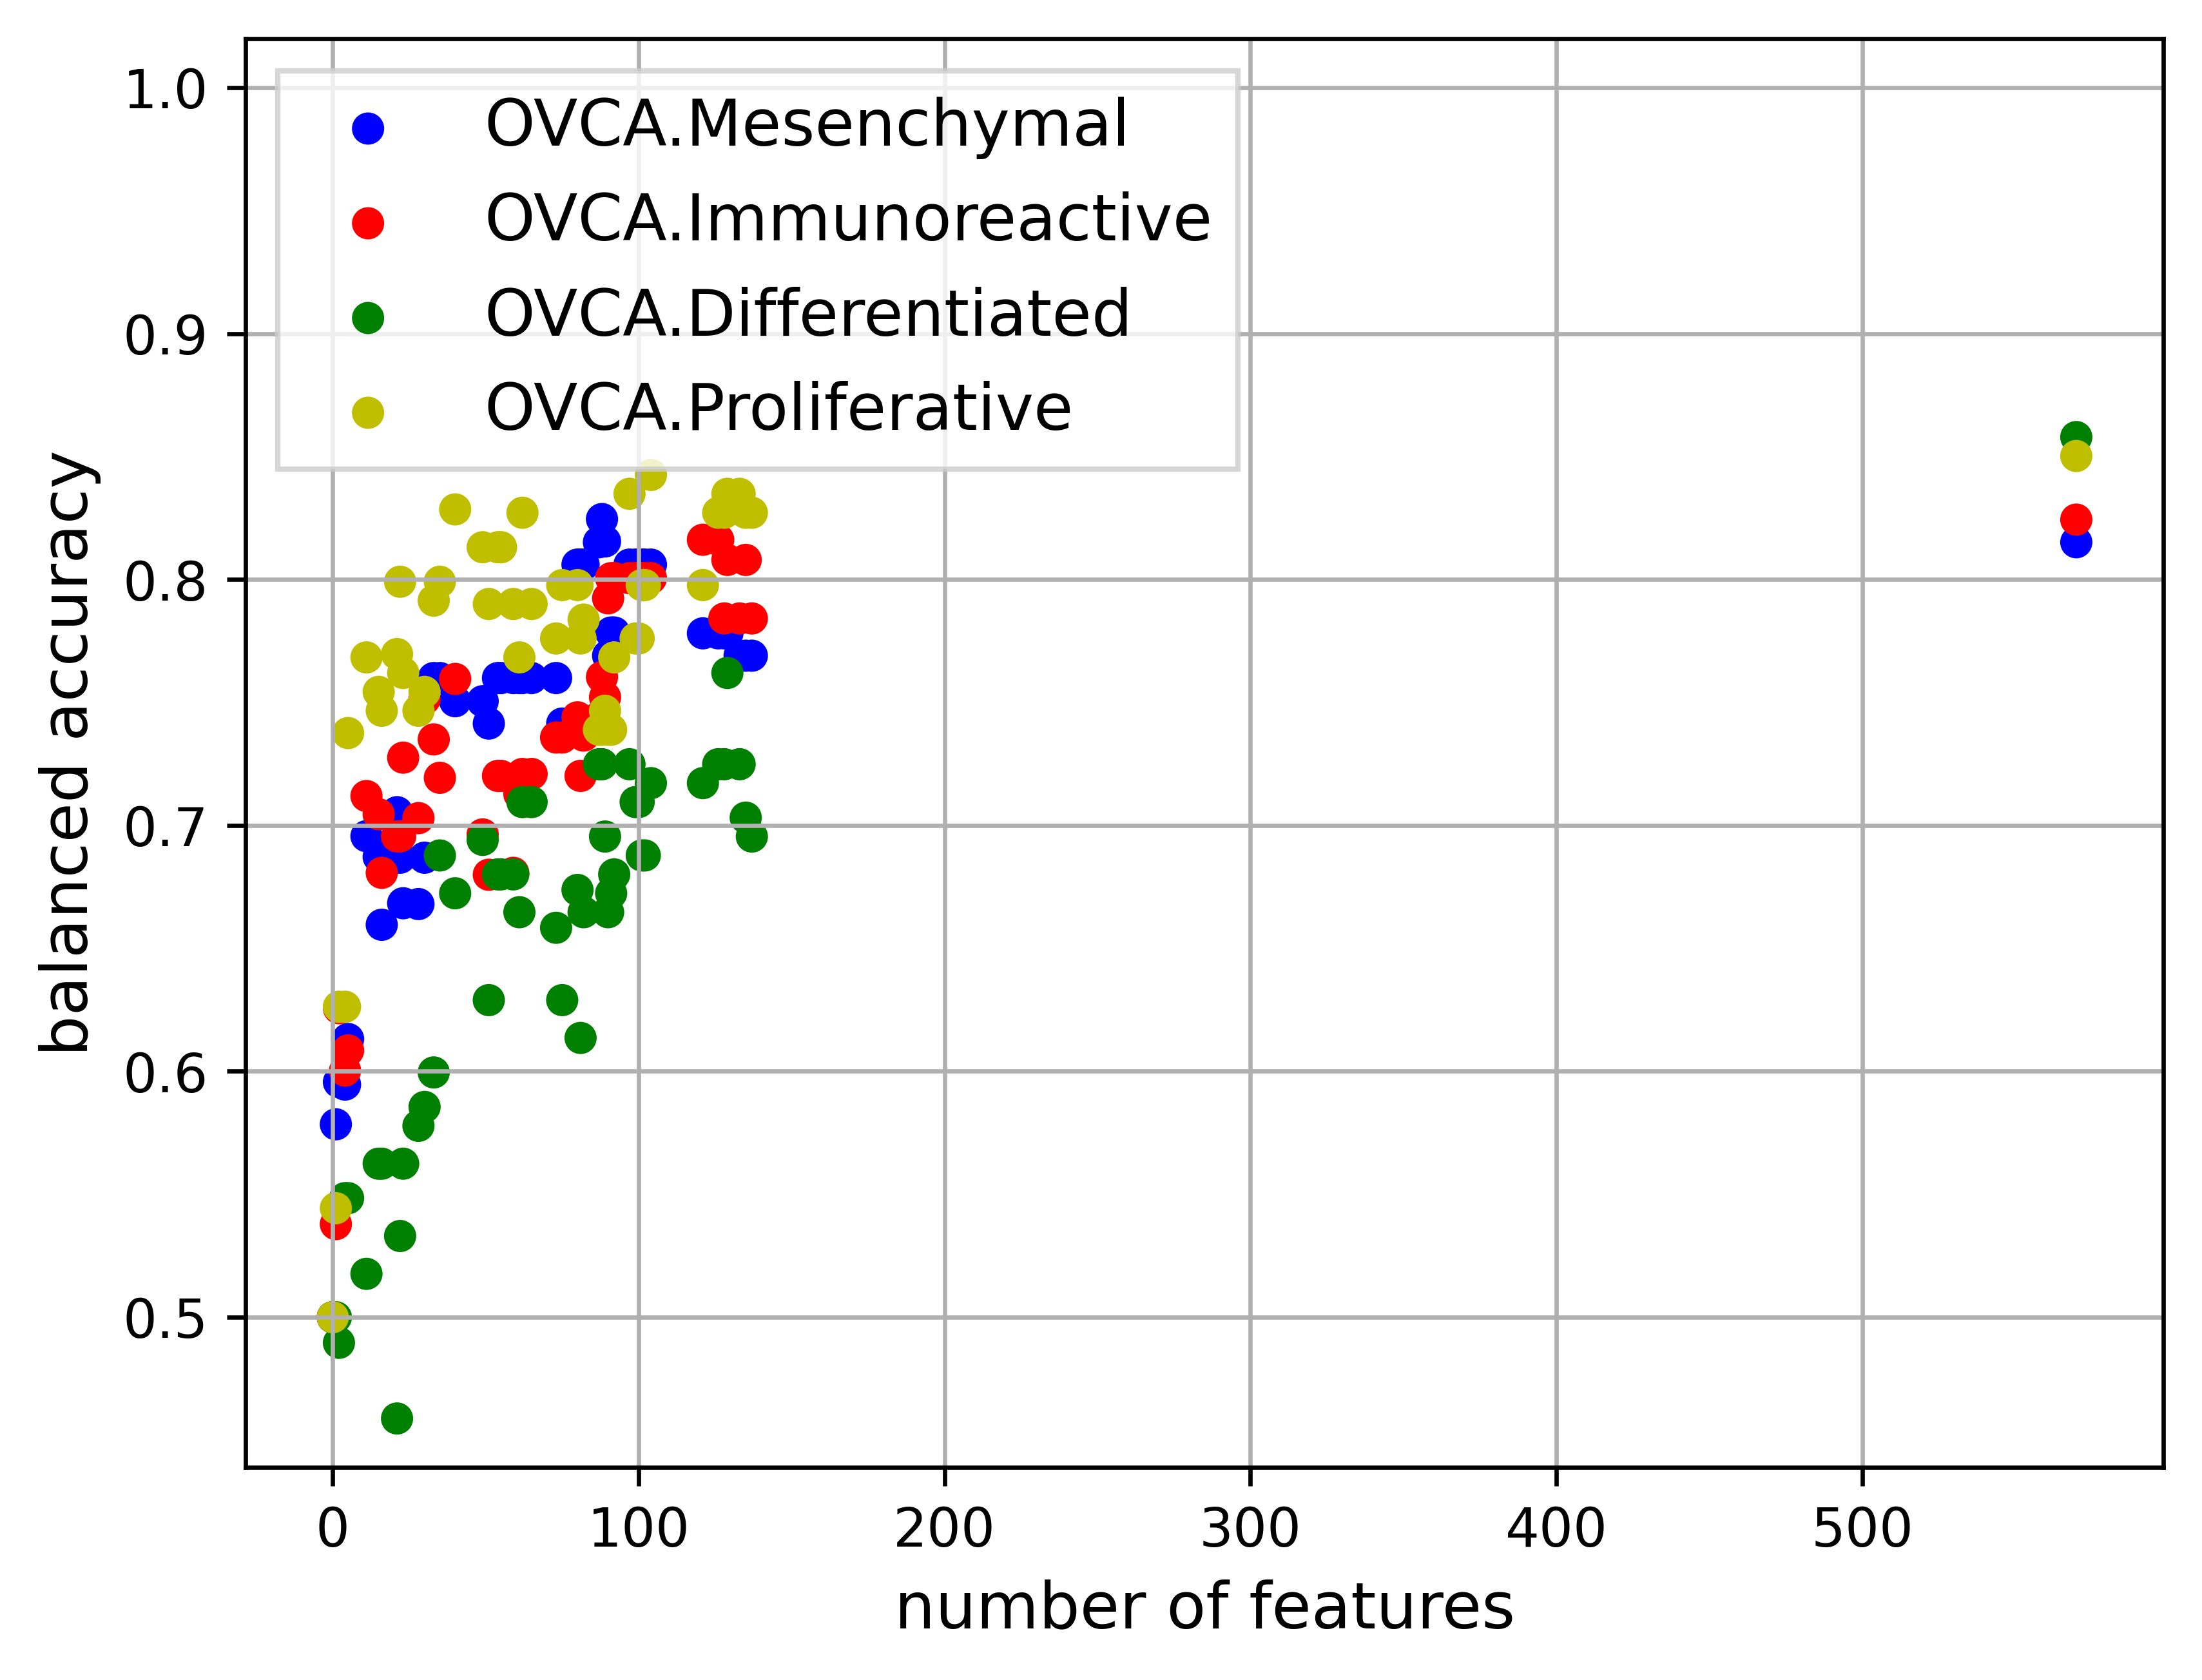 1.0
0.9
0.8
0.7
0.6
0.5
balanced accuracy
OVCA.Mesenchymal
OVCA.Immunoreactive
OVCA.Differentiated
OVCA.Proliferative
0 100 200 300 400 500
number of features